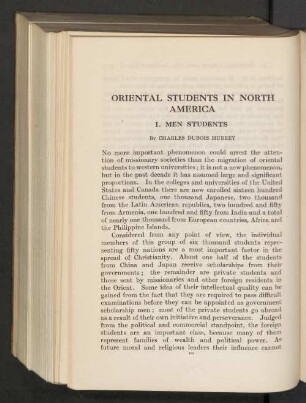 ORIENTAL STUDENTS IN NORTH
AMERICA
I. MEN STUDENTS
By CHARLES DUBOIS HURREY
No more important phenomenon could arrest the atten-
tion of missionary societies than the migration of oriental
students to western universities; it is not a new phenomenon,
but in the past decade it has assumed large and significant
proportions. In the colleges and universities of the United
States and Canada there are now enrolled sixteen hundred
Chinese students, one thousand Japanese, two thousand
from the Latin American republics, two hundred and fifty
from Armenia, one hundred and fifty from India and a total
of nearly one thousand from European countries, Africa and
the Philippine Islands.
Considered from any point of view, the individual
members of this group of six thousand students repre-
senting fifty nations are a most important factor in the
spread of Christianity. About one half of the students
from China and Japan receive scholarships from their
governments; the remainder are private students and
those sent by missionaries and other foreign residents in
the Orient. Some idea of their intellectual quality can be
gained from the fact that they are required to pass difficult
examinations before they can be appointed on government
scholarship men; most of the private students go abroad
as a result of their own initiative and perseverance. Judged
from the political and commercial standpoint, the foreign
students are an important class, because many of them
represent families of wealth and political power. As
future moral and religious leaders their influence cannot